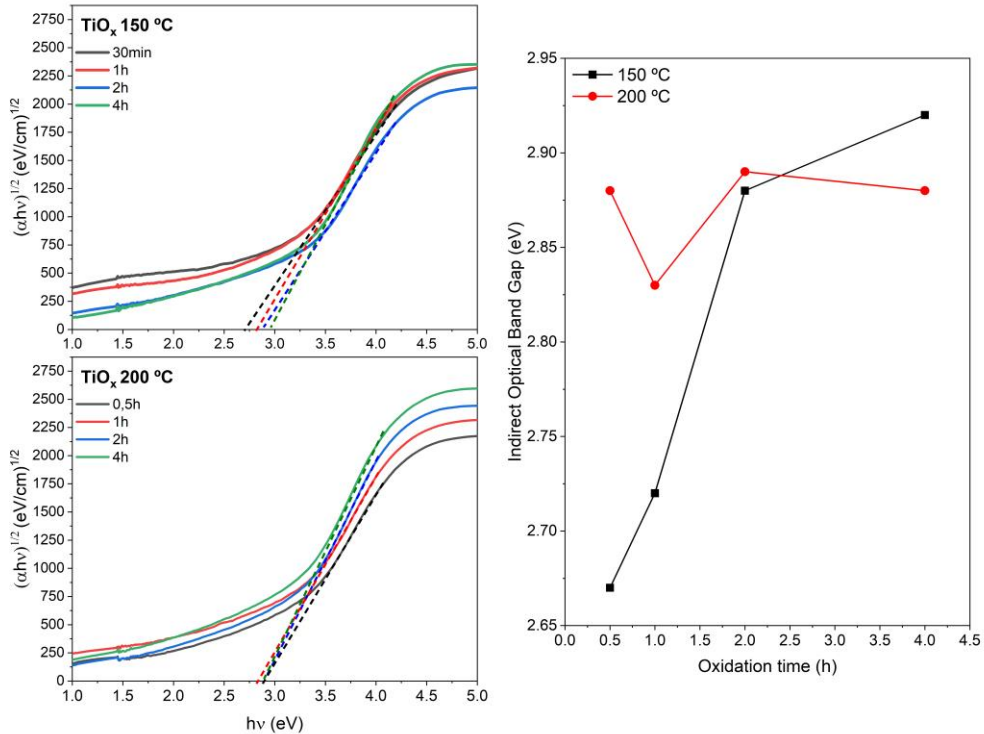 TiOx 150 ºC
30min
1h
2h
4h
(αhν)1/2 (eV/cm)1/2
2750
2500
2250
2000
1750
1500
1250
1000
750
500
250
0
1.0 1.5 2.0 2.5 3.0 3.5 4.0 4.5 5.0
TiOx 200 ºC
0,5h
1h
2h
4h
(αhν)1/2 (eV/cm)1/2
2750
2500
2250
2000
1750
1500
1250
1000
750
500
250
0
1.0 1.5 2.0 2.5 3.0 3.5 4.0 4.5 5.0
hν (eV)
150 ºC
200 ºC
Indirect Optical Band Gap (eV)
2.95
2.90
2.85
2.80
2.75
2.70
2.65
0.0 0.5 1.0 1.5 2.0 2.5 3.0 3.5 4.0 4.5
Oxidation time (h)